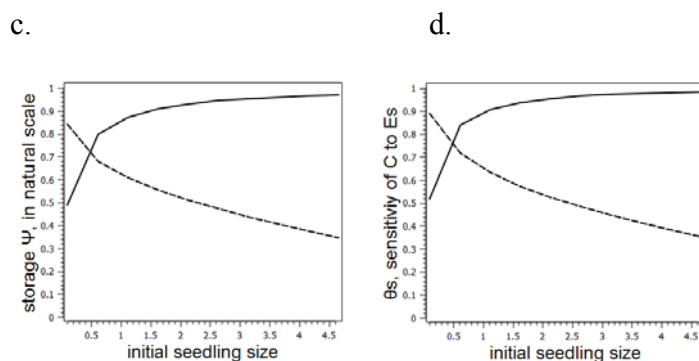 c.
d.
storage Ψ, in natural scale
1
0.9
0.8
0.7
0.6
0.5
0.4
0.3
0.2
0.1
0
0.5 1 1.5 2 2.5 3 3.5 4 4.5
initial seedling size
θs, sensitiviy of C to Es
1
0.9
0.8
0.7
0.6
0.5
0.4
0.3
0.2
0.1
0
0.5 1 1.5 2 2.5 3 3.5 4 4.5
initial seedling size